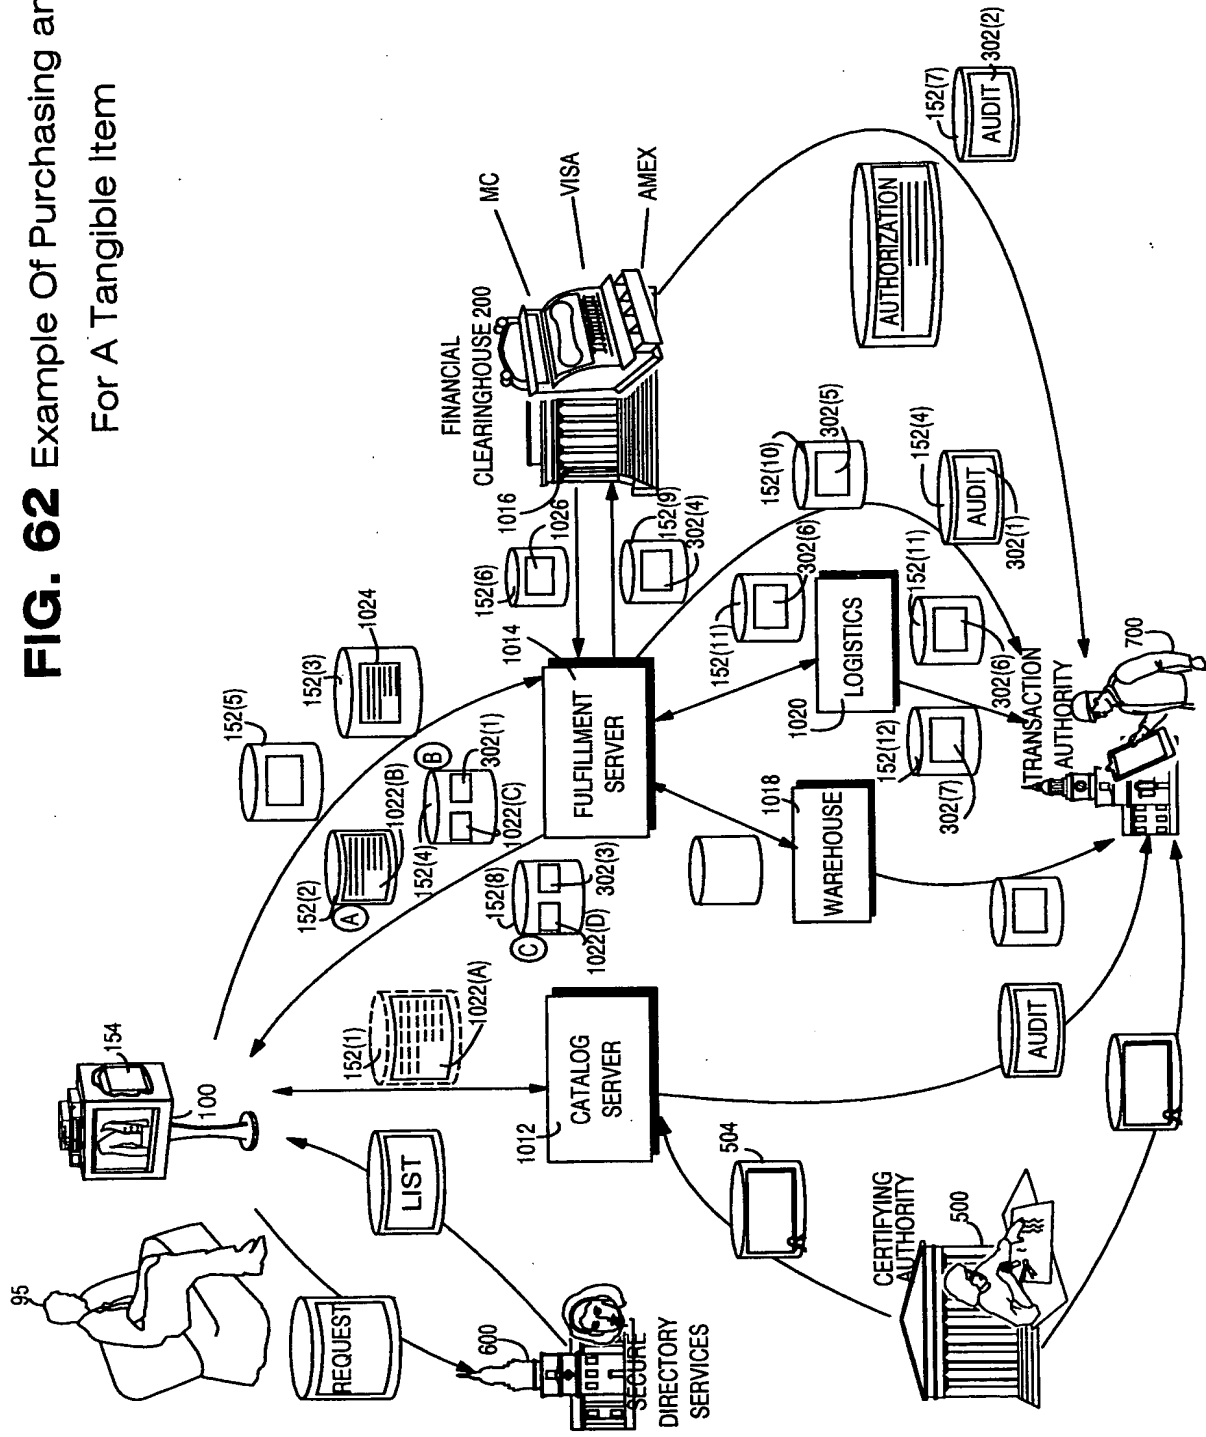 FIG. 62 Example Of Purchasing an
For A Tangible Item
95
154
100
REQUEST
LIST
600
SECURE
DIRECTORY
SERVICES
152(1)
1022(A)
CATALOG
SERVER
1012
504
CERTIFYING
AUTHORITY
500
AUDIT
152(5)
152(3)
1024
152(2)
A
1022(B)
152(4)
B
302(1)
1022(C)
152(8)
C
302(3)
1022(D)
FULFILLMENT
SERVER
1014
152(6)
1026
1016
152(9)
302(4)
FINANCIAL
CLEARINGHOUSE 200
MC
VISA
AMEX
WAREHOUSE
1018
LOGISTICS
1020
152(11)
302(6)
152(10)
302(5)
152(4)
AUDIT
302(1)
152(11)
302(6)
152(12)
302(7)
AUTHORIZATION
152(7)
AUDIT
302(2)
TRANSACTION
AUTHORITY
700